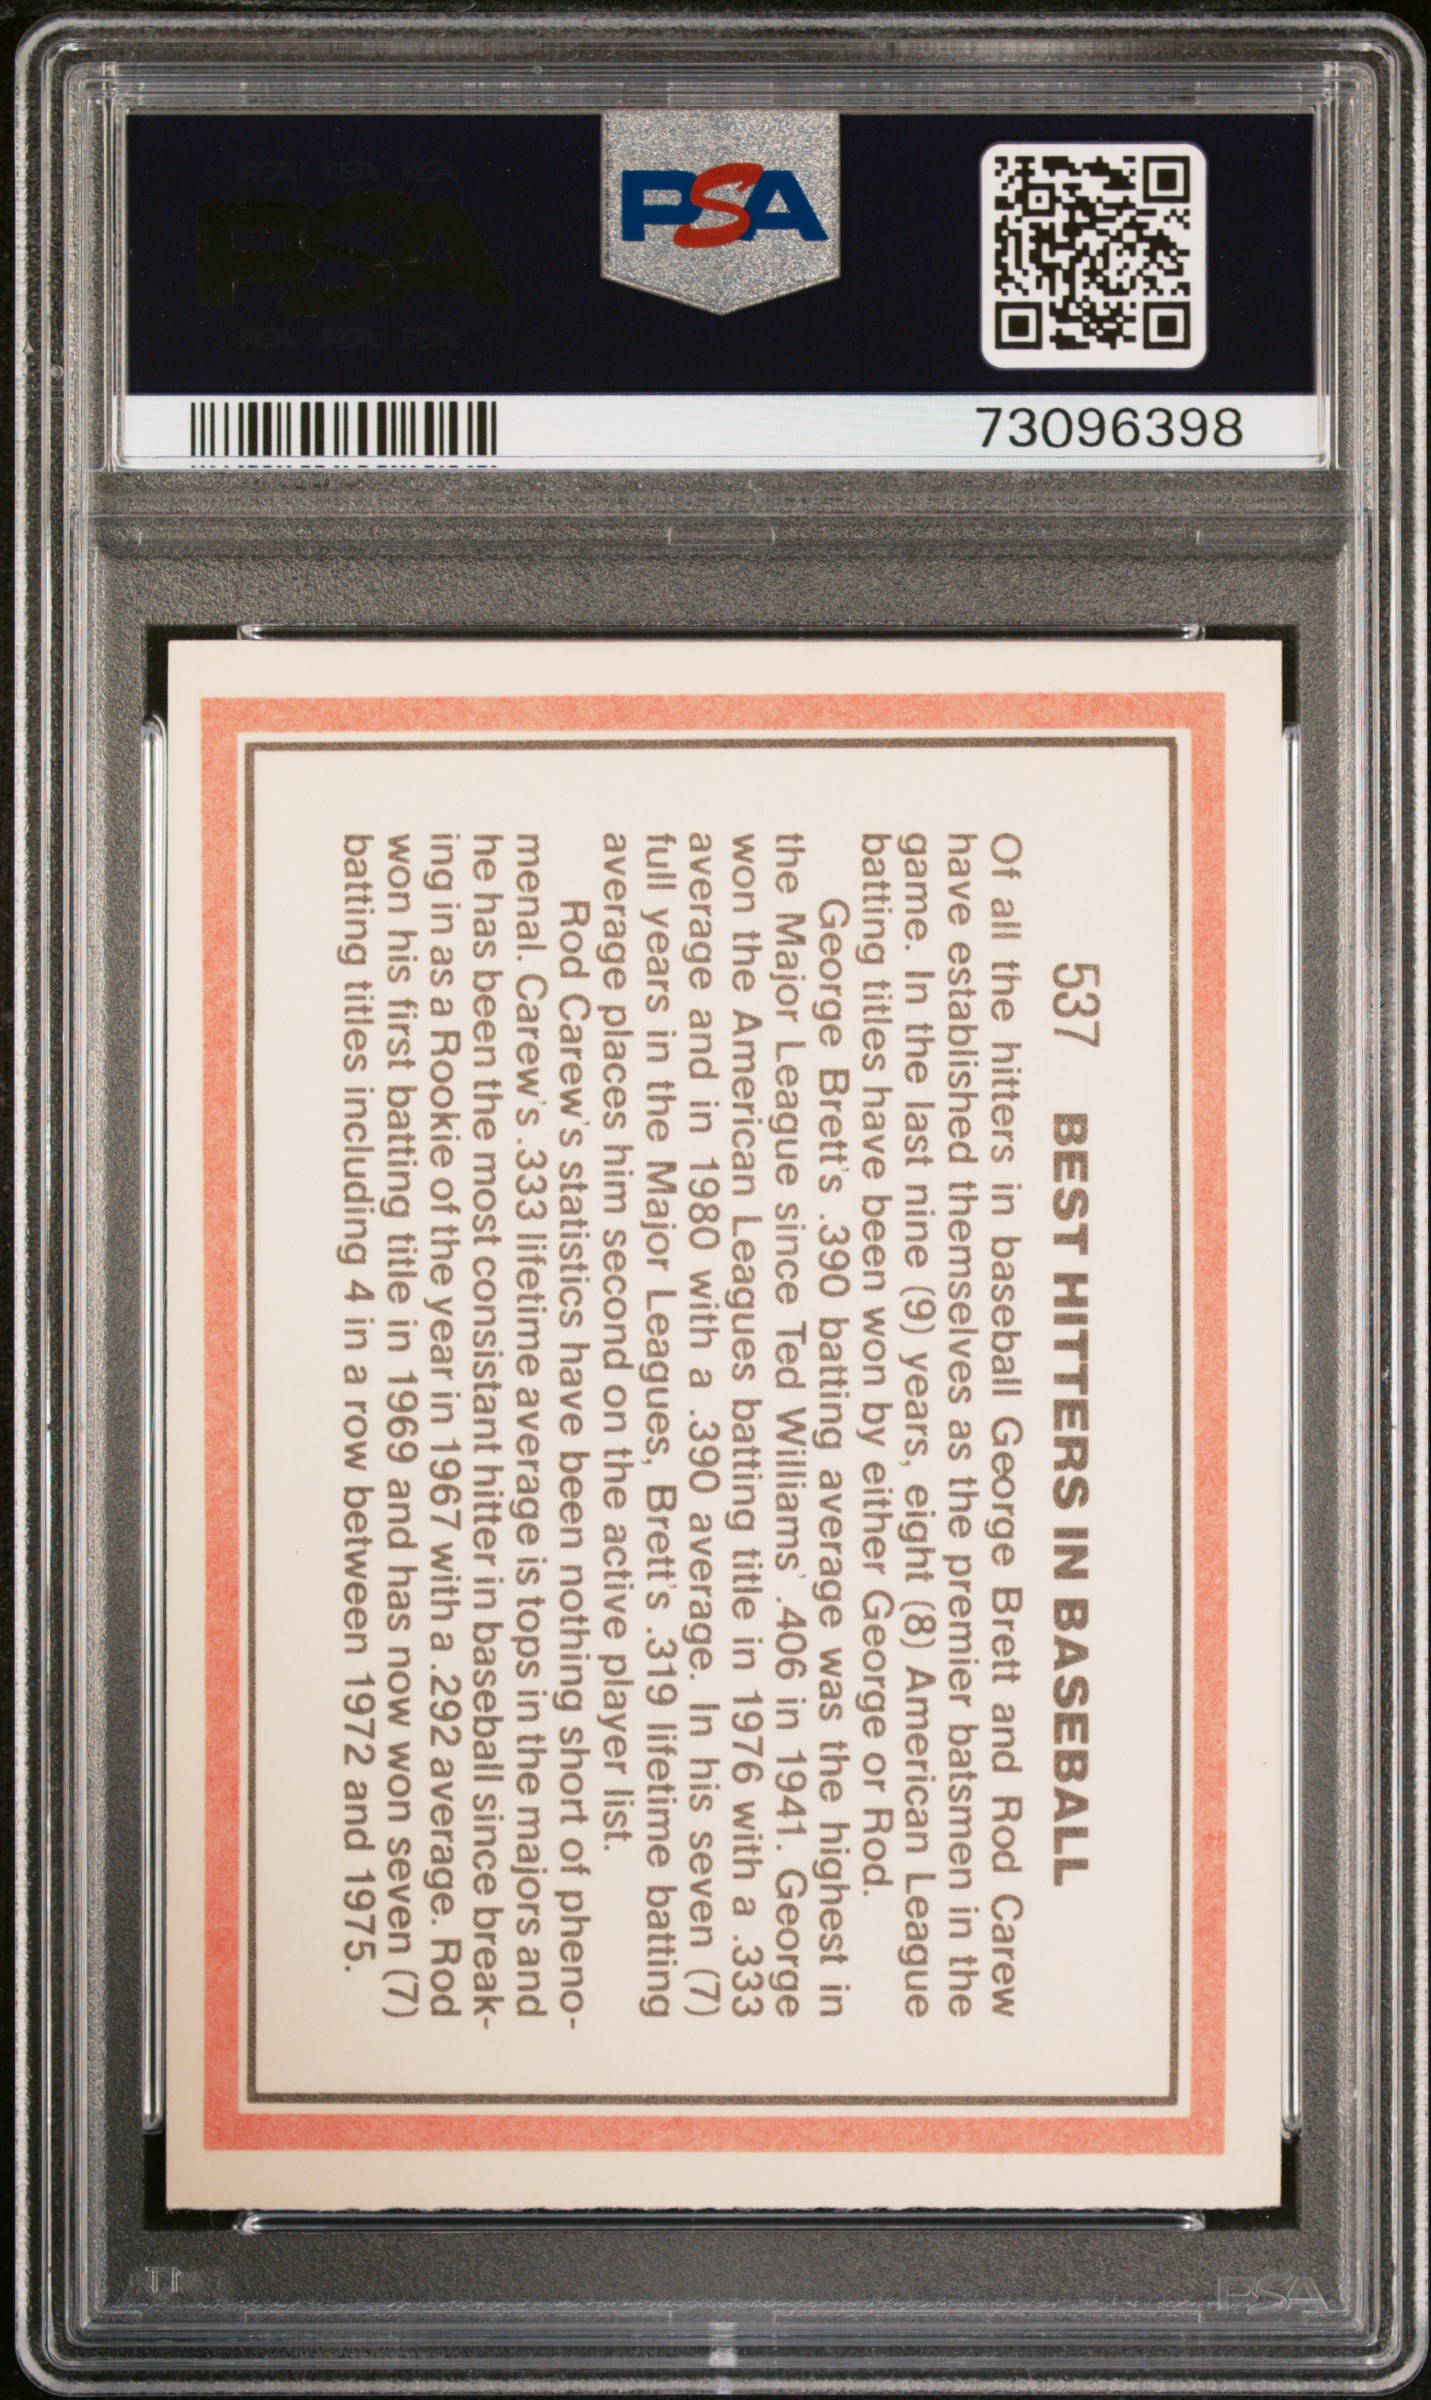 PSA
PSA PSA PSA
PSA
PSA PSA PSA
73096398
537 BEST HITTERS IN BASEBALL
Of all the hitters in baseball George Brett and Rod Carew
have established themselves as the premier batsmen in the
game. In the last nine (9) years, eight (8) American League
batting titles have been won by either George or Rod.
George Brett's .390 batting average was the highest in
the Major League since Ted Williams' .406 in 1941. George
won the American Leagues batting title in 1976 with a .333
average and in 1980 with a .390 average. In his seven (7)
full years in the Major Leagues, Brett's .319 lifetime batting
average places him second on the active player list.
Rod Carew's statistics have been nothing short of pheno-
menal. Carew's .333 lifetime average is tops in the majors and
he has been the most consistant hitter in baseball since break-
ing in as a Rookie of the year in 1967 with a .292 average. Rod
won his first batting title in 1969 and has now won seven (7)
batting titles including 4 in a row between 1972 and 1975.
PSA